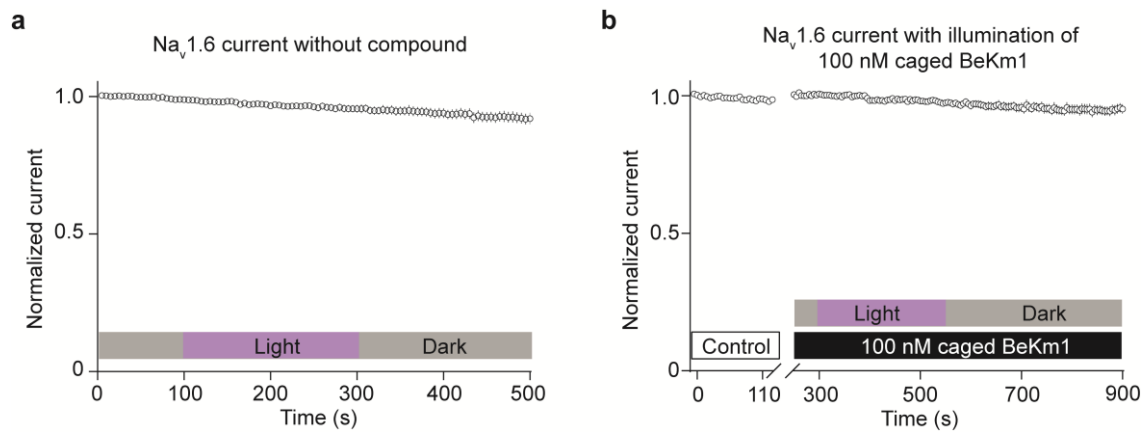 a
Na_v1.6 current without compound
1.0
0.5
0
Normalized current
Light
Dark
0 100 200 300 400 500
Time (s)
b
Na_v1.6 current with illumination of
100 nM caged BeKm1
1.0
0.5
0
Normalized current
Light
Dark
Control
100 nM caged BeKm1
0 110 300 500 700 900
Time (s)